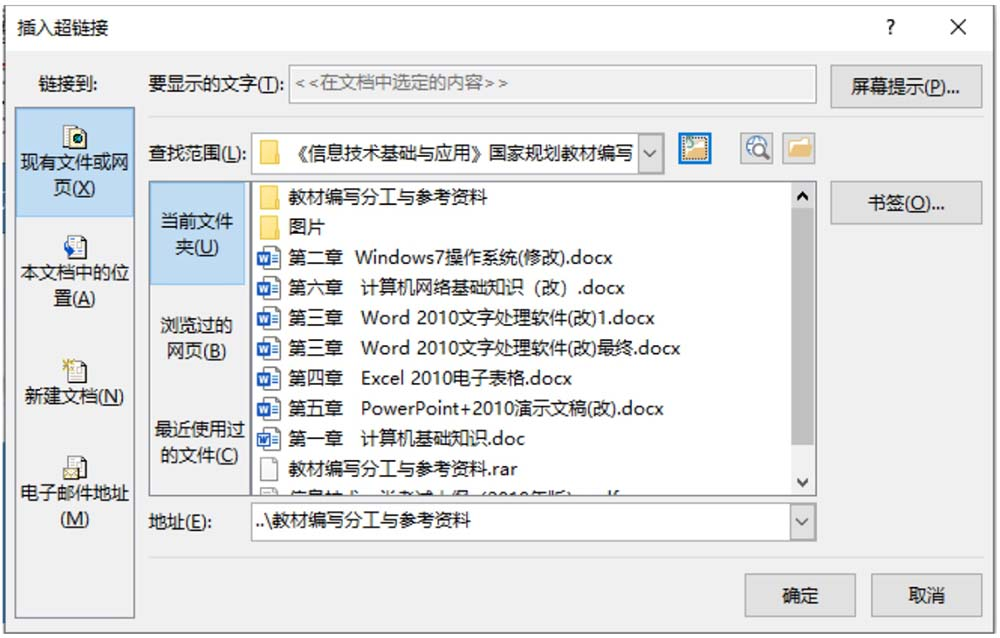 插入超链接
?
链接到:
要显示的文字(T):
<<在文档中选定的内容>>
屏幕提示(P)...
现有文件或网
页(X)
本文档中的位
置(A)
新建文档(N)
电子邮件地址
(M)
查找范围(L):
《信息技术基础与应用》国家规划教材编写
书签(O)...
当前文件
夹(U)
浏览过的
网页(B)
最近使用过
的文件(C)
教材编写分工与参考资料
图片
第二章 Windows7操作系统(修改).docx
第六章 计算机网络基础知识（改）.docx
第三章 Word 2010文字处理软件(改)1.docx
第三章 Word 2010文字处理软件(改)最终.docx
第四章 Excel 2010电子表格.docx
第五章 PowerPoint+2010演示文稿(改).docx
第一章 计算机基础知识.doc
教材编写分工与参考资料.rar
地址(E):
..\教材编写分工与参考资料
确定
取消